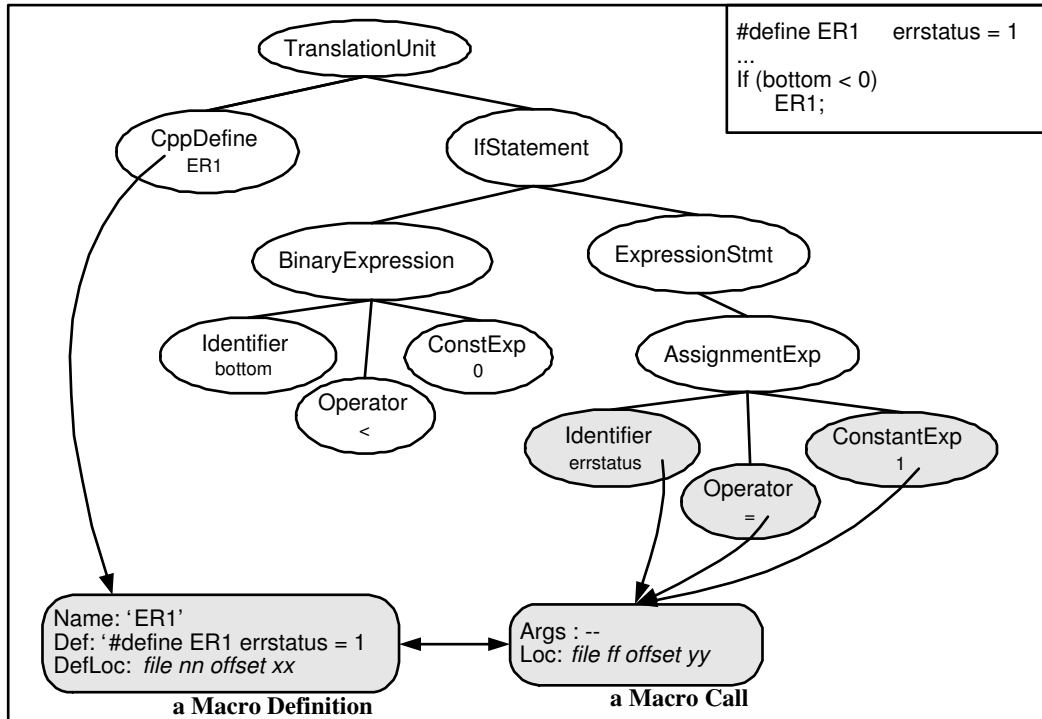 #define ER1 errstatus = 1
...
If (bottom < 0)
ER1;
TranslationUnit
CppDefine
ER1
IfStatement
BinaryExpression
ExpressionStmt
Identifier
bottom
Operator
<
ConstExp
0
AssignmentExp
Identifier
errstatus
Operator
=
ConstantExp
1
Name: ‘ER1’
Def: ‘#define ER1 errstatus = 1
DefLoc: file nn offset xx
a Macro Definition
Args : --
Loc: file ff offset yy
a Macro Call